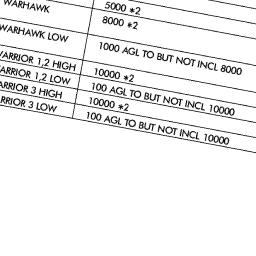 5000 *2
WARHAWK 8000 *2
WARHAWK LOW 1000 AGL TO BUT NOT INCL 8000
WARRIOR 1,2 HIGH 10000 *2
WARRIOR 1,2 LOW 100 AGL TO BUT NOT INCL 10000
WARRIOR 3 HIGH 10000 *2
WARRIOR 3 LOW 100 AGL TO BUT NOT INCL 10000